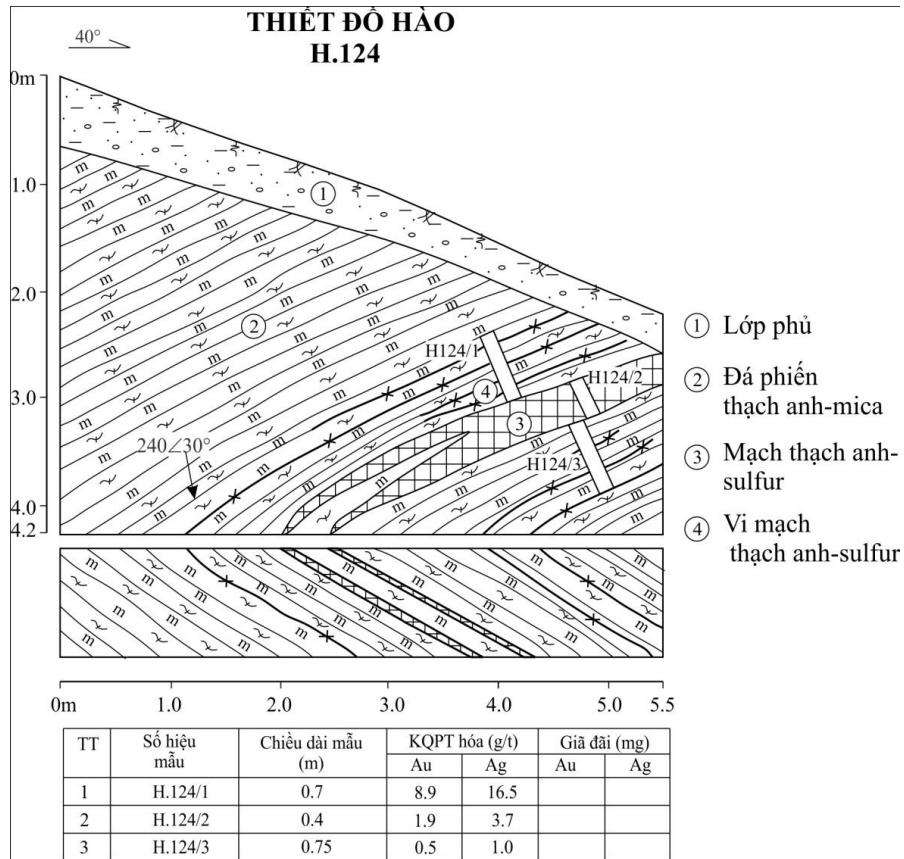 THIẾT ĐỒ HÀO
H.124
40°
0m
1.0
2.0
3.0
4.0
4.2
1
2
3
4
H124/1
H124/2
H124/3
240∠30°
1 Lớp phủ
2 Đá phiến
thạch anh-mica
3 Mạch thạch anh-
sulfur
4 Vi mạch
thạch anh-sulfur
0m 1.0 2.0 3.0 4.0 5.0 5.5
TT Số hiệu mẫu Chiều dài mẫu (m) KQPT hóa (g/t) Giã đãi (mg)
Au Ag Au Ag
1 H.124/1 0.7 8.9 16.5
2 H.124/2 0.4 1.9 3.7
3 H.124/3 0.75 0.5 1.0